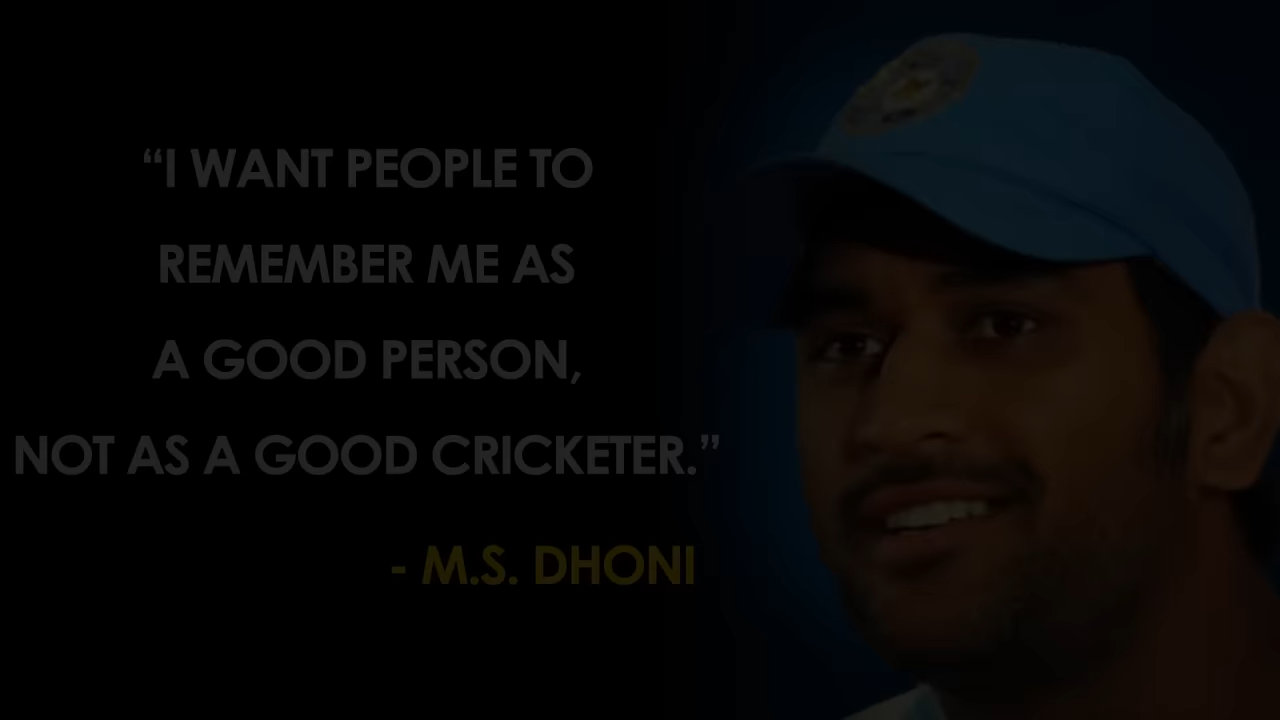 “I WANT PEOPLE TO
REMEMBER ME AS
A GOOD PERSON,
NOT AS A GOOD CRICKETER.”
- M.S. DHONI